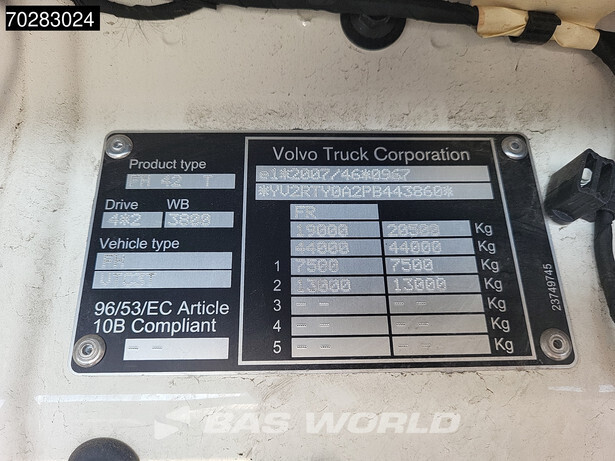 70283024
Product type
FH 42 T
Drive WB
4*2 3800
Vehicle type
96/53/EC Article
10B Compliant
-- --
Volvo Truck Corporation
e1*2007/46*0967
*YV2RTY0A2PB443860*
FR
19000 20500 Kg
44000 44000 Kg
1 7500 7500 Kg
2 13000 13000 Kg
3 -- -- -- -- Kg
4 -- -- -- -- Kg
5 -- -- -- -- Kg
23749745
BAS WORLD